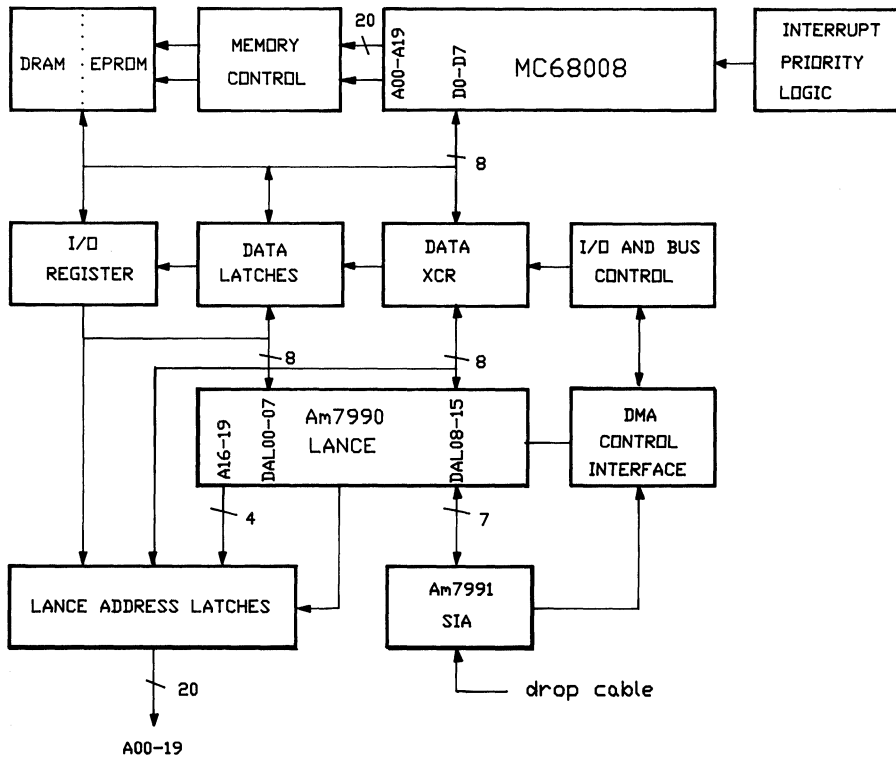 DRAM
EPROM
MEMORY
CONTROL
20
A00-A19
D0-D7
MC68008
INTERRUPT
PRIORITY
LOGIC
8
I/O
REGISTER
DATA
LATCHES
DATA
XCR
I/O AND BUS
CONTROL
8
8
A16-19
DAL00-07
Am7990
LANCE
DAL08-15
DMA
CONTROL
INTERFACE
4
7
LANCE ADDRESS LATCHES
Am7991
SIA
20
drop cable
A00-19